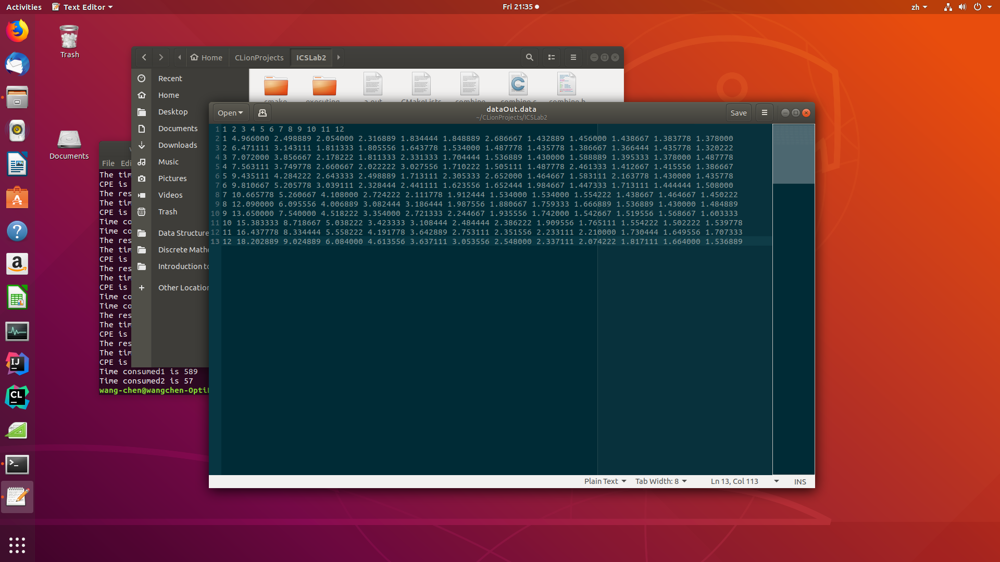 Activities Text Editor Fri 21:35 zh
Trash
Documents
Home CLionProjects ICSLab2
Recent
Home
Desktop
Documents
Downloads
Music
Pictures
Videos
Trash
Data Structure
Discrete Mathe
Introduction to
Other Location
cmake executing a.out CMakeLists combine combine.c combine.h
File Edi
The tim
CPE is
The res
The tim
CPE is
Time co
Time co
The res
The tim
CPE is
The res
The tim
CPE is
Time co
Time co
The res
The tim
CPE is
The res
The tim
CPE is
Time consumed1 is 589
Time consumed2 is 57
wang-chen@wangchen-Opti
Open dataOut.data Save
~/CLionProjects/ICSLab2
1 1 2 3 4 5 6 7 8 9 10 11 12
2 1 4.966000 2.498889 2.054000 2.316889 1.834444 1.848889 2.686667 1.432889 1.456000 1.438667 1.383778 1.378000
3 2 6.471111 3.143111 1.811333 1.805556 1.643778 1.534000 1.487778 1.435778 1.386667 1.366444 1.435778 1.320222
4 3 7.072000 3.856667 2.178222 1.811333 2.331333 1.704444 1.536889 1.430000 1.588889 1.395333 1.378000 1.487778
5 4 7.563111 3.749778 2.660667 2.022222 3.027556 1.710222 1.505111 1.487778 2.461333 1.412667 1.415556 1.386667
6 5 9.435111 4.284222 2.643333 2.498889 1.713111 2.305333 2.652000 1.464667 1.583111 2.163778 1.430000 1.435778
7 6 9.810667 5.205778 3.039111 2.328444 2.441111 1.623556 1.652444 1.984667 1.447333 1.713111 1.444444 1.508000
8 7 10.665778 5.260667 4.108000 2.724222 2.111778 1.912444 1.534000 1.534000 1.554222 1.438667 1.464667 1.450222
9 8 12.090000 6.095556 4.006889 3.082444 3.186444 1.987556 1.880667 1.759333 1.666889 1.536889 1.430000 1.484889
10 9 13.650000 7.540000 4.518222 3.354000 2.721333 2.244667 1.935556 1.742000 1.542667 1.519556 1.568667 1.603333
11 10 15.383333 8.718667 5.038222 3.423333 3.108444 2.484444 2.386222 1.909556 1.765111 1.554222 1.502222 1.539778
12 11 16.437778 8.334444 5.558222 4.191778 3.642889 2.753111 2.351556 2.233111 2.210000 1.730444 1.649556 1.707333
13 12 18.202889 9.024889 6.084000 4.613556 3.637111 3.053556 2.548000 2.337111 2.074222 1.817111 1.664000 1.536889
Plain Text Tab Width: 8 Ln 13, Col 113 INS